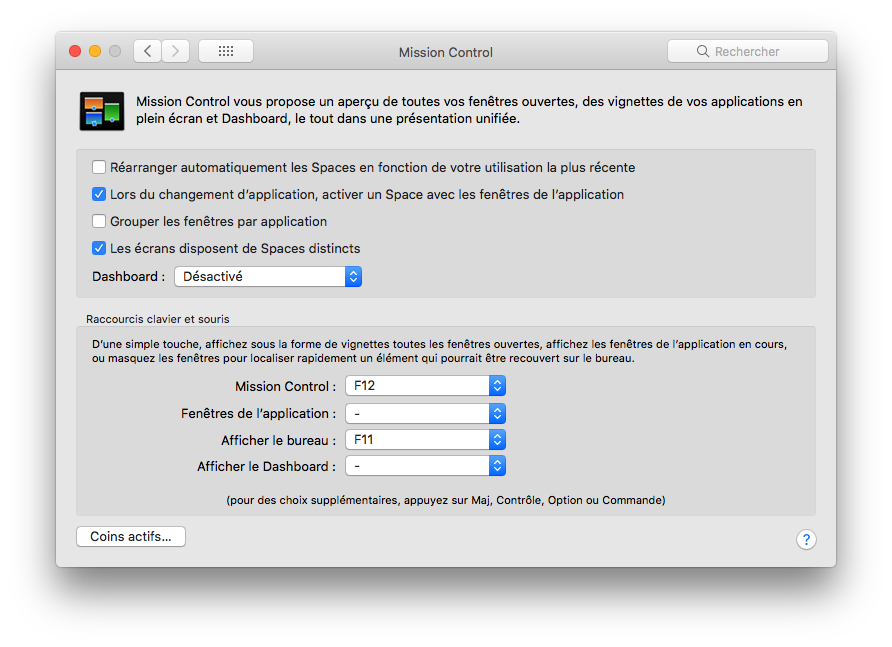 Mission Control
Rechercher
Mission Control vous propose un aperçu de toutes vos fenêtres ouvertes, des vignettes de vos applications en
plein écran et Dashboard, le tout dans une présentation unifiée.
Réarranger automatiquement les Spaces en fonction de votre utilisation la plus récente
Lors du changement d’application, activer un Space avec les fenêtres de l’application
Grouper les fenêtres par application
Les écrans disposent de Spaces distincts
Dashboard : Désactivé
Raccourcis clavier et souris
D’une simple touche, affichez sous la forme de vignettes toutes les fenêtres ouvertes, affichez les fenêtres de l’application en cours,
ou masquez les fenêtres pour localiser rapidement un élément qui pourrait être recouvert sur le bureau.
Mission Control : F12
Fenêtres de l’application : -
Afficher le bureau : F11
Afficher le Dashboard : -
(pour des choix supplémentaires, appuyez sur Maj, Contrôle, Option ou Commande)
Coins actifs... ?